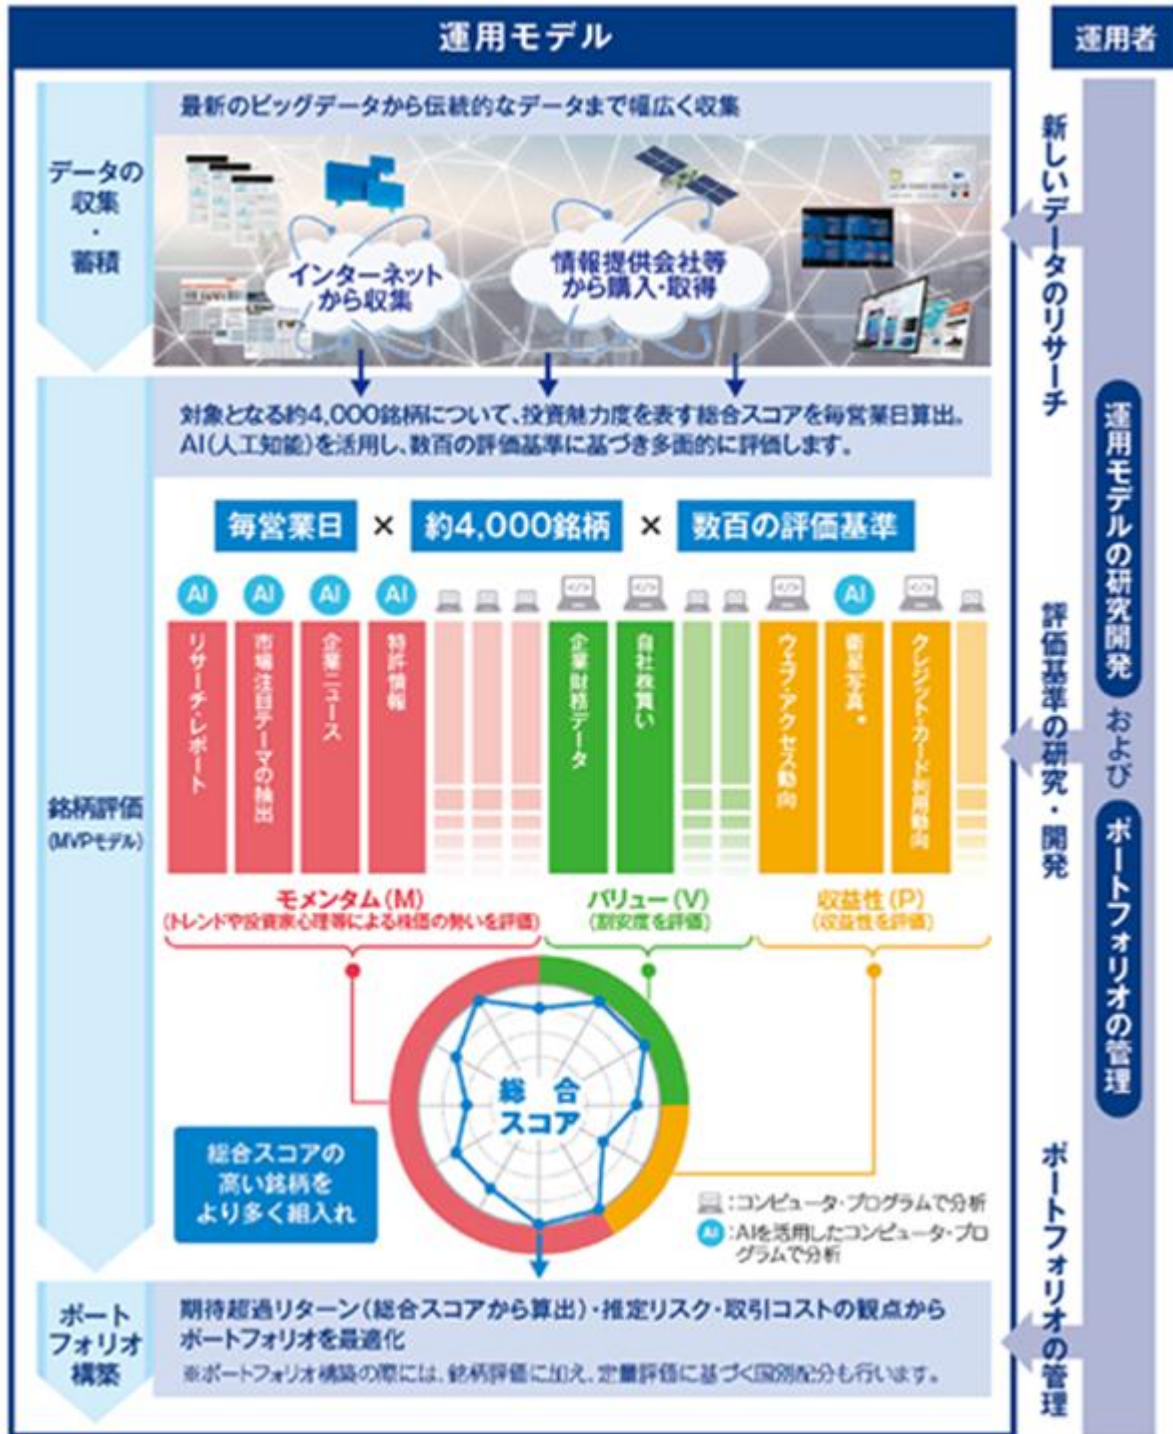 運用モデル
運用者
データの
収集
・
蓄積
最新のビッグデータから伝統的なデータまで幅広く収集
インターネット
から収集
情報提供会社等
から購入・取得
新しいデータのリサーチ
対象となる約4,000銘柄について、投資魅力度を表す総合スコアを毎営業日算出。
AI(人工知能)を活用し、数百の評価基準に基づき多面的に評価します。
毎営業日 × 約4,000銘柄 × 数百の評価基準
AI
AI
AI
AI
AI
リサーチ・レポート
市場注目テーマの抽出
企業ニュース
特許情報
企業財務データ
自社株買い
ウェブ・アクセス動向
衛星写真*
クレジット・カード利用動向
銘柄評価
(MVPモデル)
モメンタム(M)
(トレンドや投資家心理等による株価の勢いを評価)
バリュー(V)
(割安度を評価)
収益性(P)
(収益性を評価)
評価基準の研究・開発
運用モデルの研究開発
および
ポートフォリオの管理
総合
スコア
総合スコアの
高い銘柄を
より多く組入れ
:コンピュータ・プログラムで分析
AI :AIを活用したコンピュータ・プロ
グラムで分析
ポート
フォリオ
構築
期待超過リターン(総合スコアから算出)・推定リスク・取引コストの観点から
ポートフォリオを最適化
※ポートフォリオ構築の際には、銘柄評価に加え、定量評価に基づく国別配分も行います。
ポートフォリオの管理